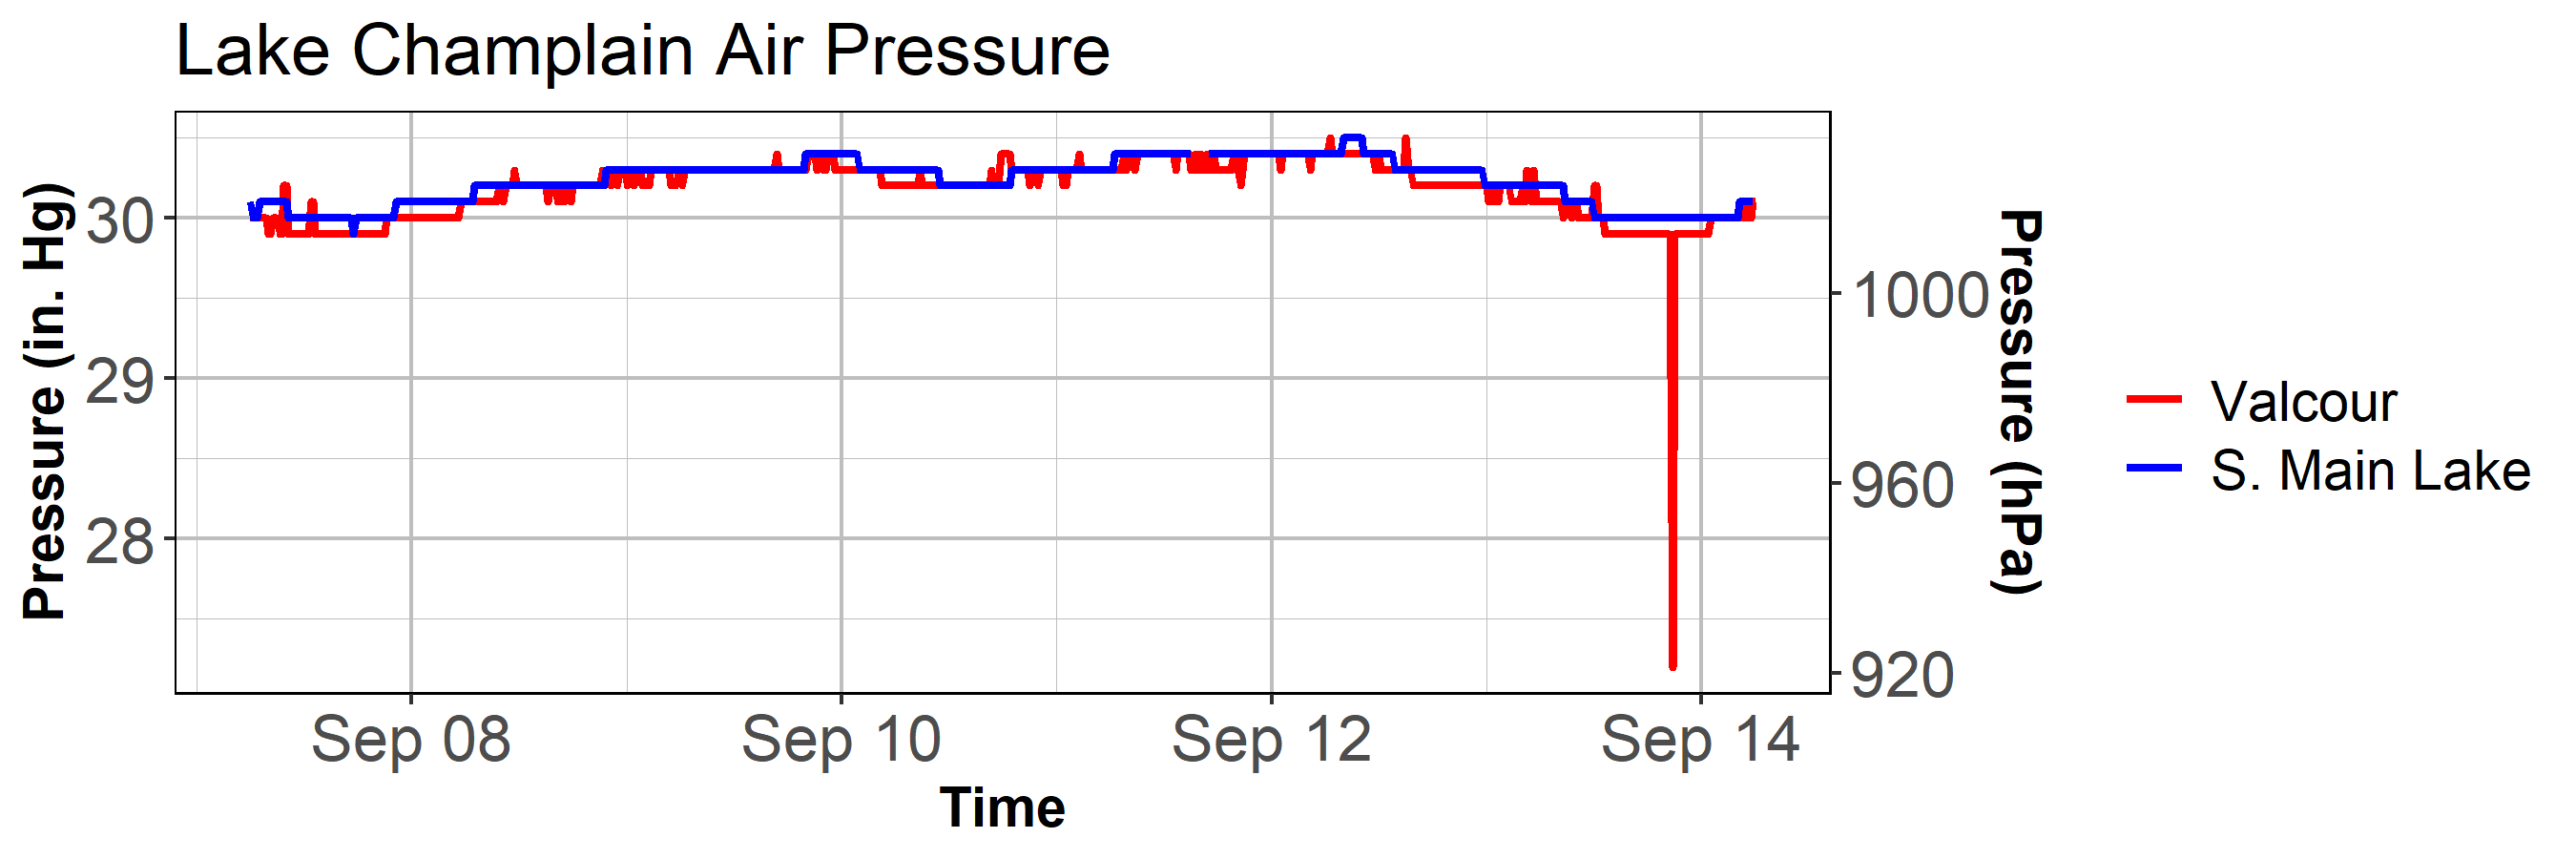 Lake Champlain Air Pressure
Pressure (in. Hg)
30
29
28
1000
960
920
Pressure (hPa)
Valcour
S. Main Lake
Sep 08
Sep 10
Sep 12
Sep 14
Time